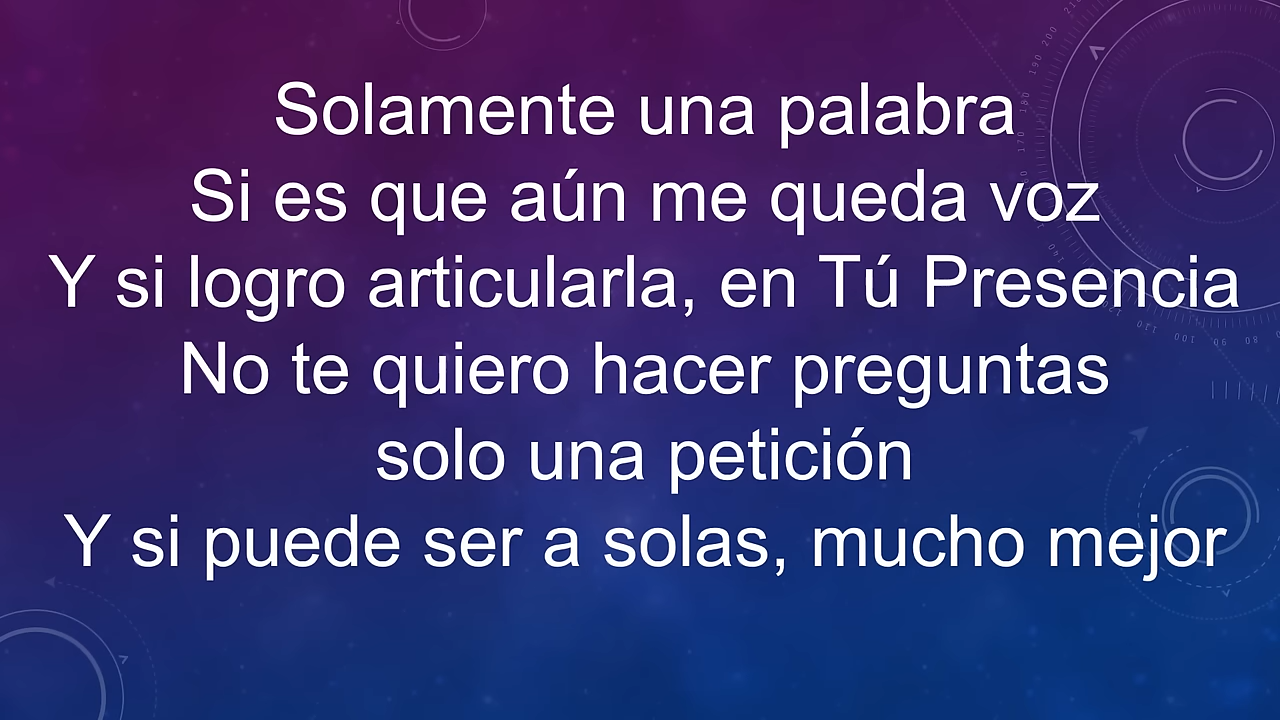 Solamente una palabra
Si es que aún me queda voz
Y si logro articularla, en Tú Presencia
No te quiero hacer preguntas
solo una petición
Y si puede ser a solas, mucho mejor